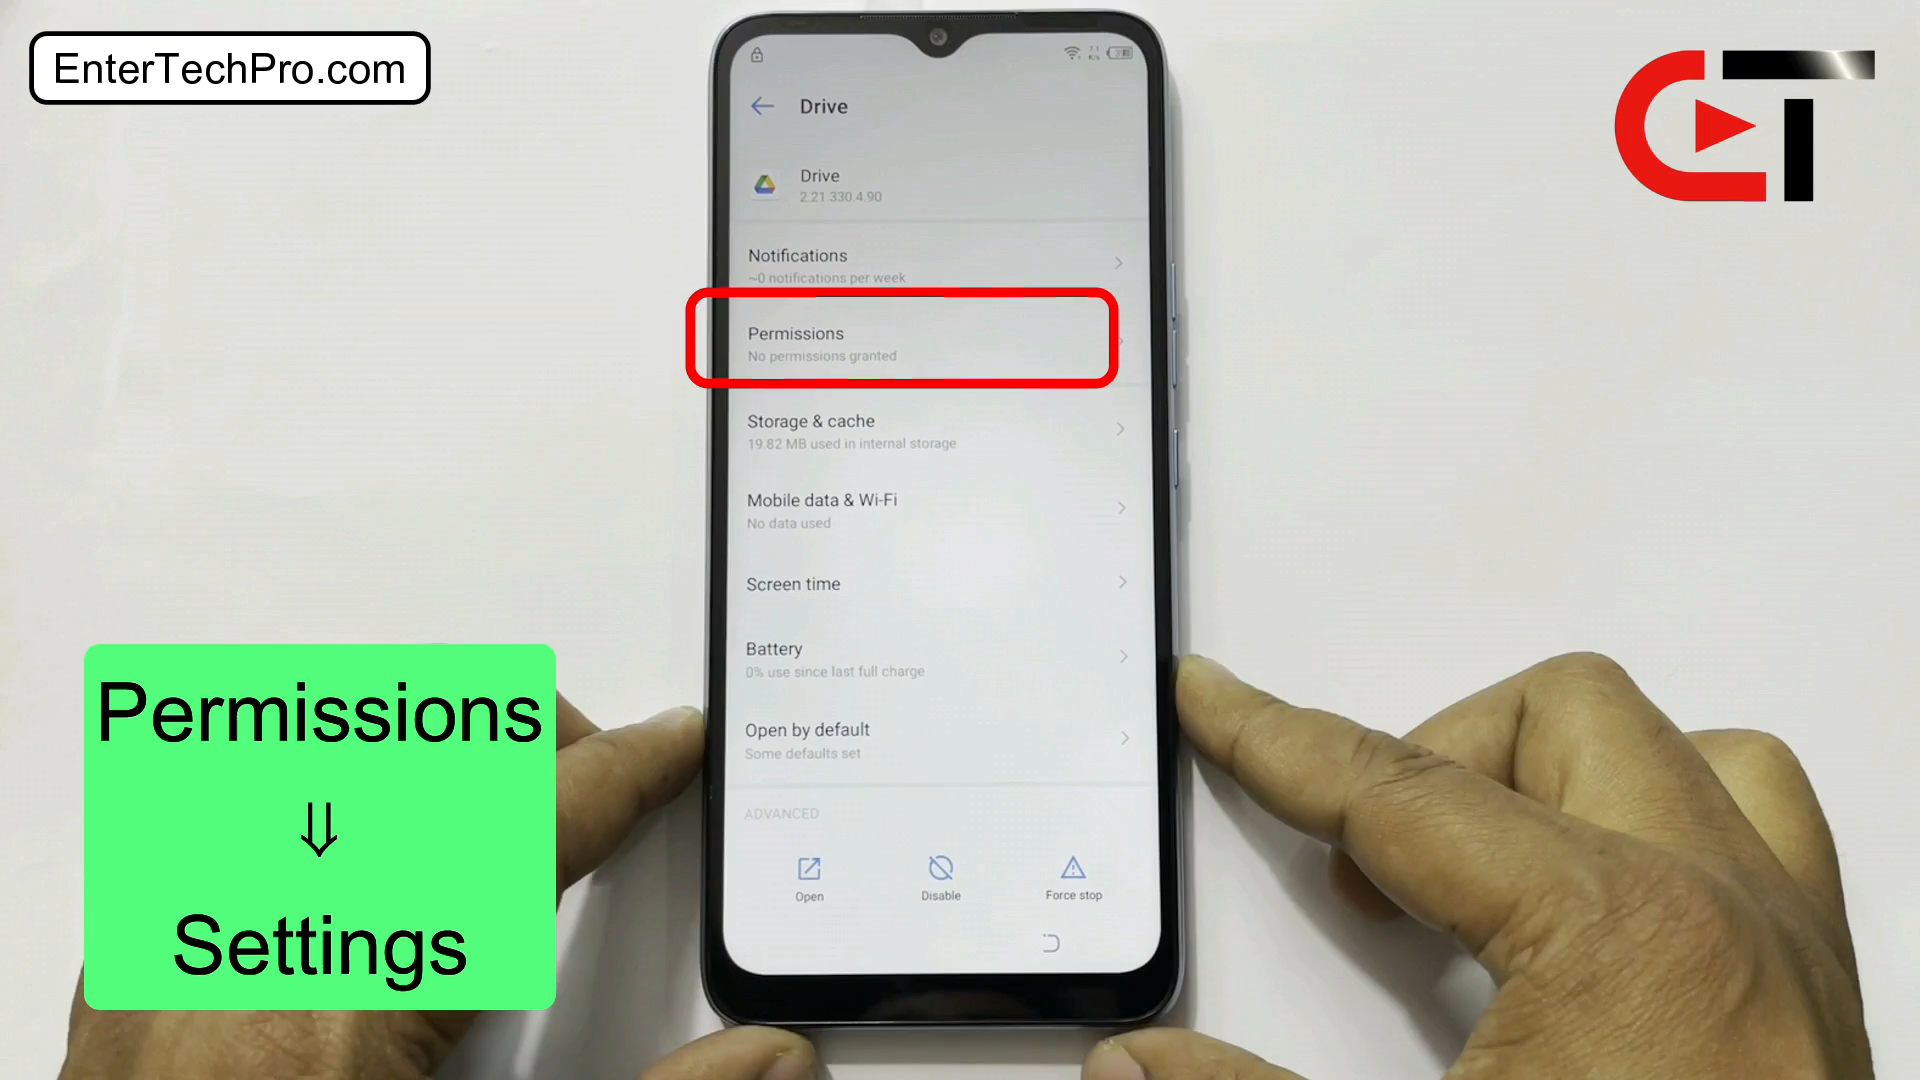 EnterTechPro.com
Drive
Drive
2.21.330.4.90
Notifications
~0 notifications per week
Permissions
No permissions granted
Storage & cache
19.82 MB used in internal storage
Mobile data & Wi-Fi
No data used
Screen time
Battery
0% use since last full charge
Open by default
Some defaults set
ADVANCED
Open
Disable
Force stop
Permissions
⇓
Settings